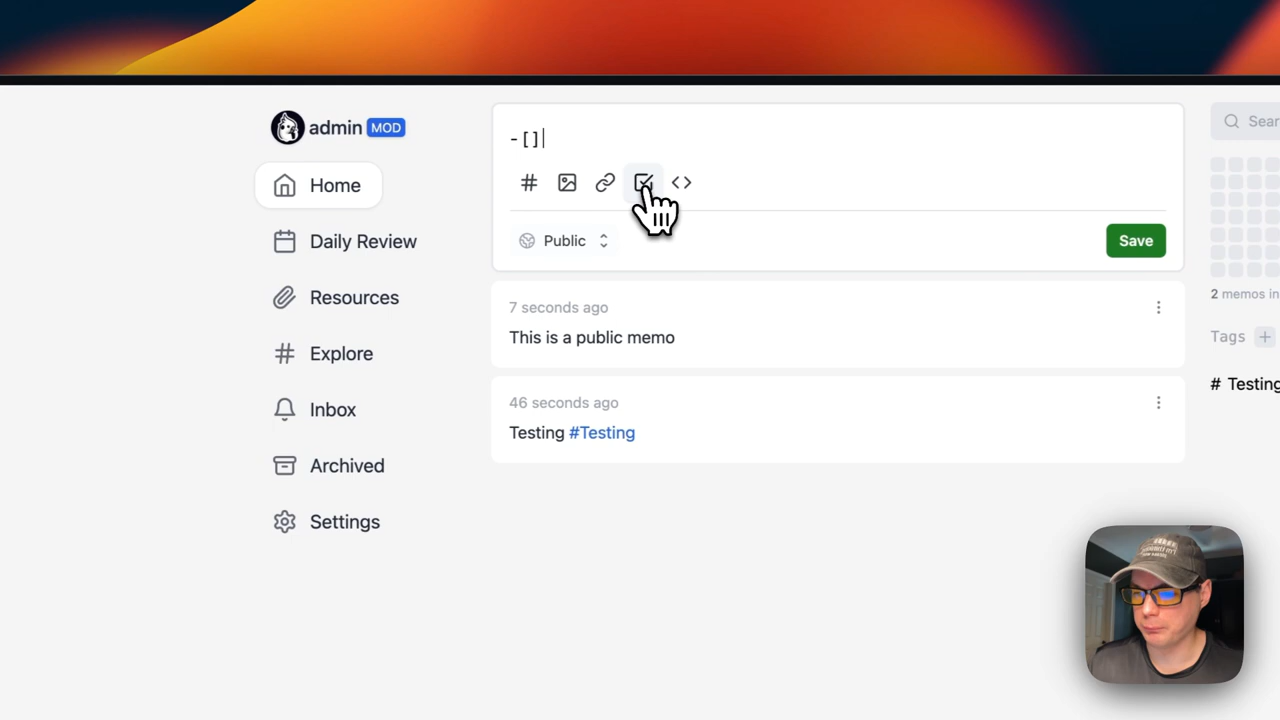 admin MOD
Home
Daily Review
Resources
Explore
Inbox
Archived
Settings
- [ ]
Public
Save
7 seconds ago
This is a public memo
46 seconds ago
Testing #Testing
Sear
2 memos in
Tags +
# Testing